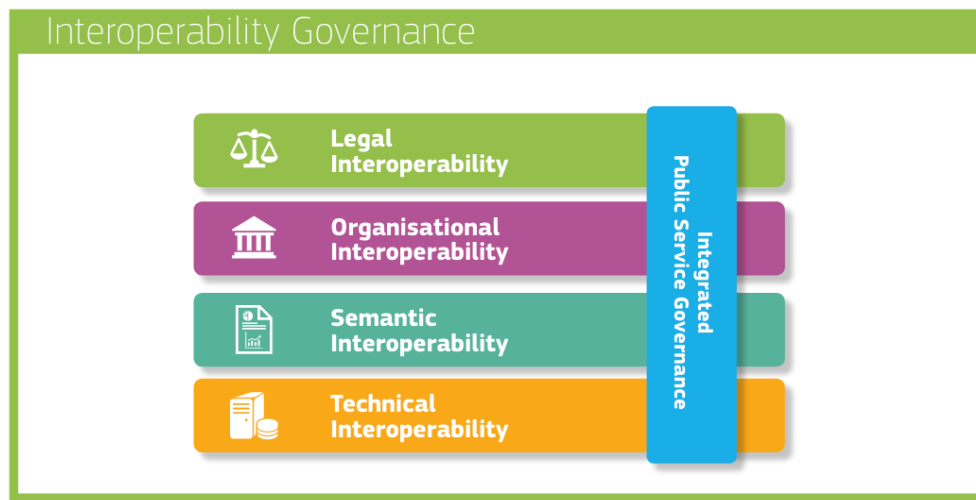 Interoperability Governance
Legal
Interoperability
Organisational
Interoperability
Semantic
Interoperability
Technical
Interoperability
Integrated
Public Service Governance